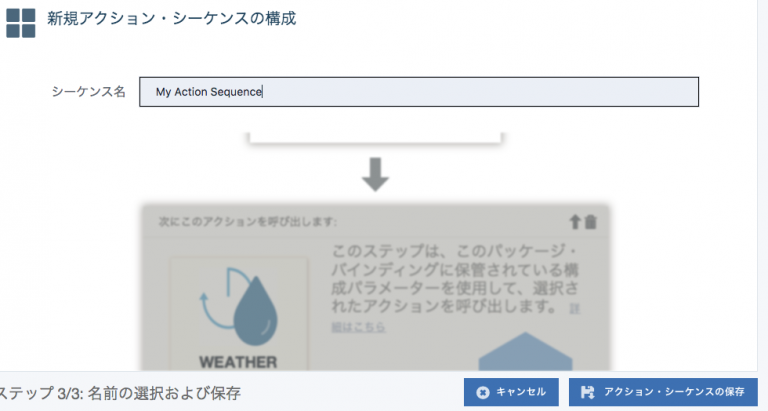 新規アクション・シーケンスの構成
シーケンス名
My Action Sequence
次にこのアクションを呼び出します:
このステップは、このパッケージ・
バインディングに保管されている構
成パラメーターを使用して、選択さ
れたアクションを呼び出します。 詳
細はこちら
WEATHER
ステップ 3/3: 名前の選択および保存
キャンセル
アクション・シーケンスの保存